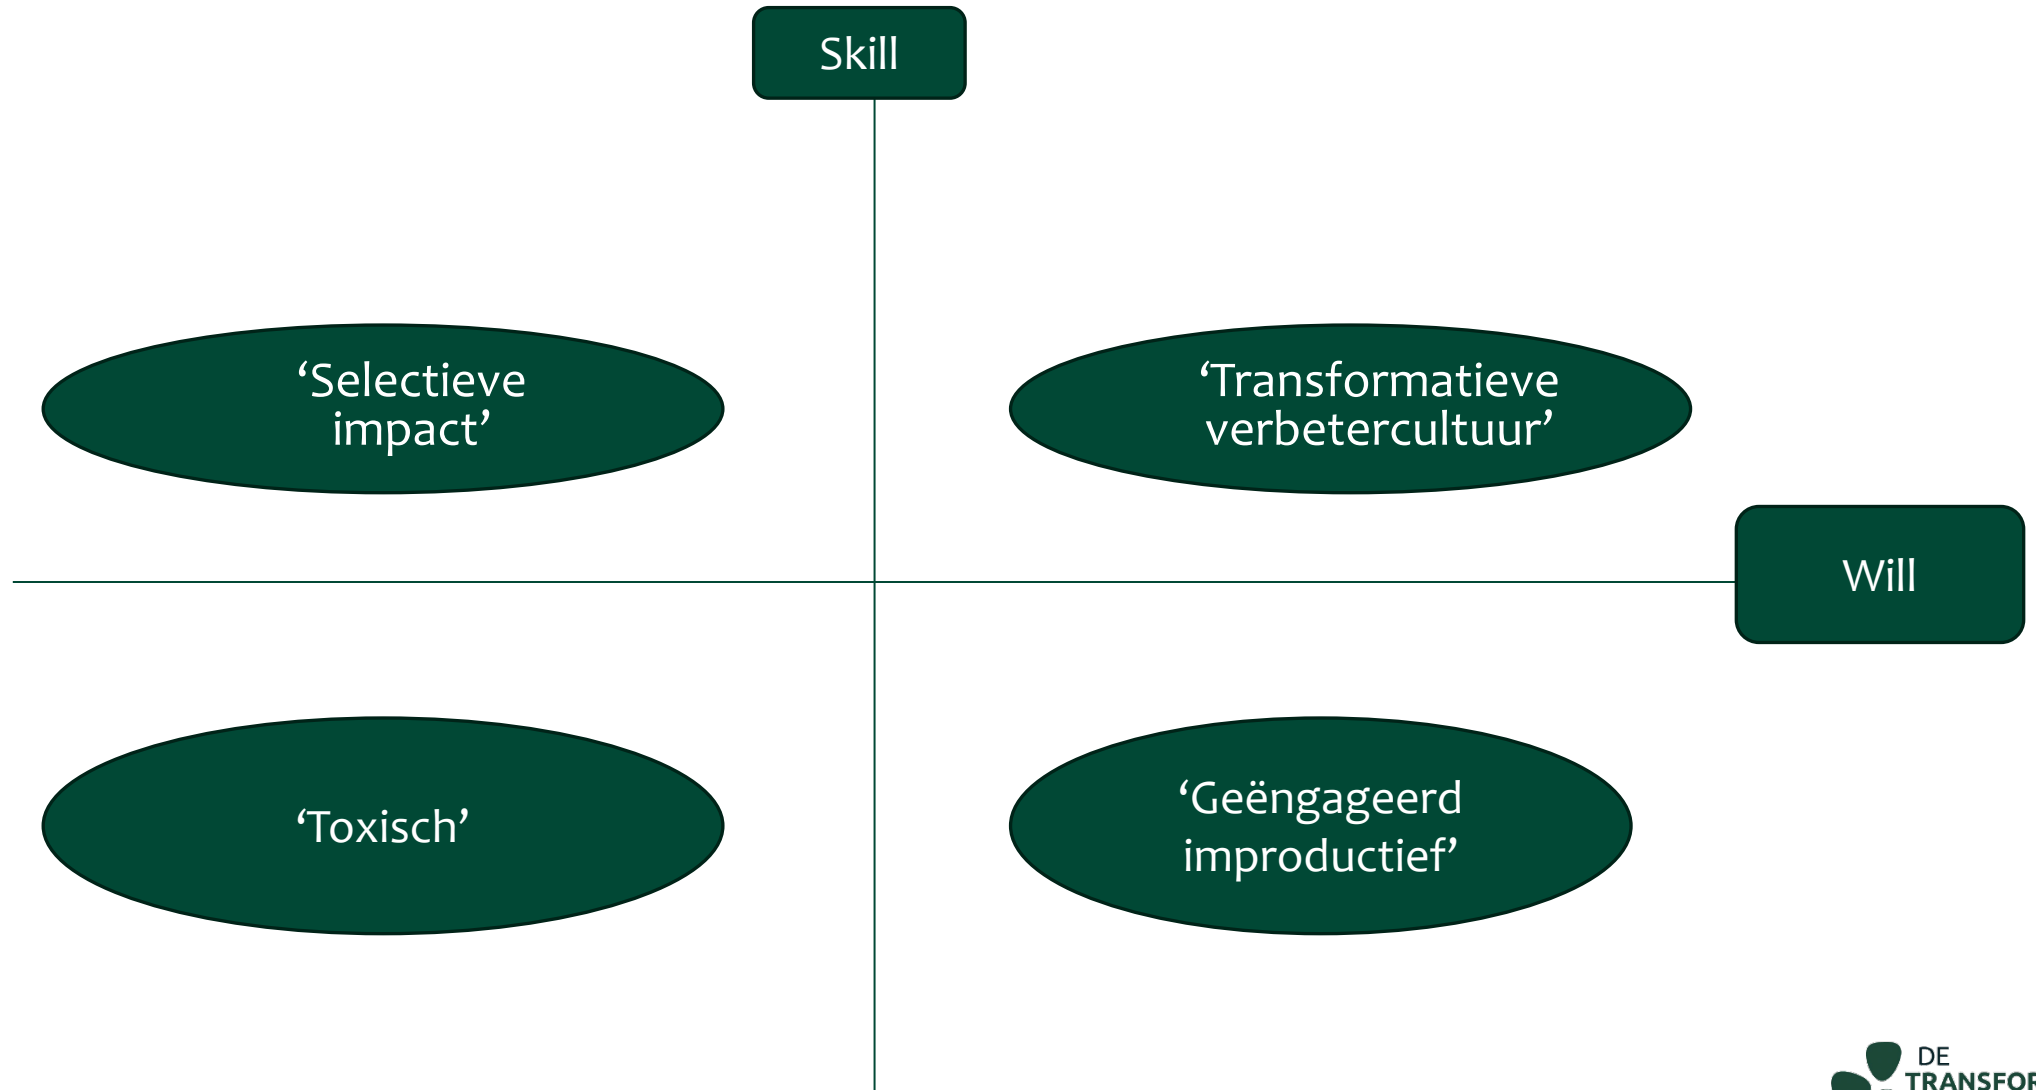 Skill
‘Selectieve
impact’
‘Transformatieve
verbetercultuur’
Will
‘Toxisch’
‘Geëngageerd
improductief’
DE